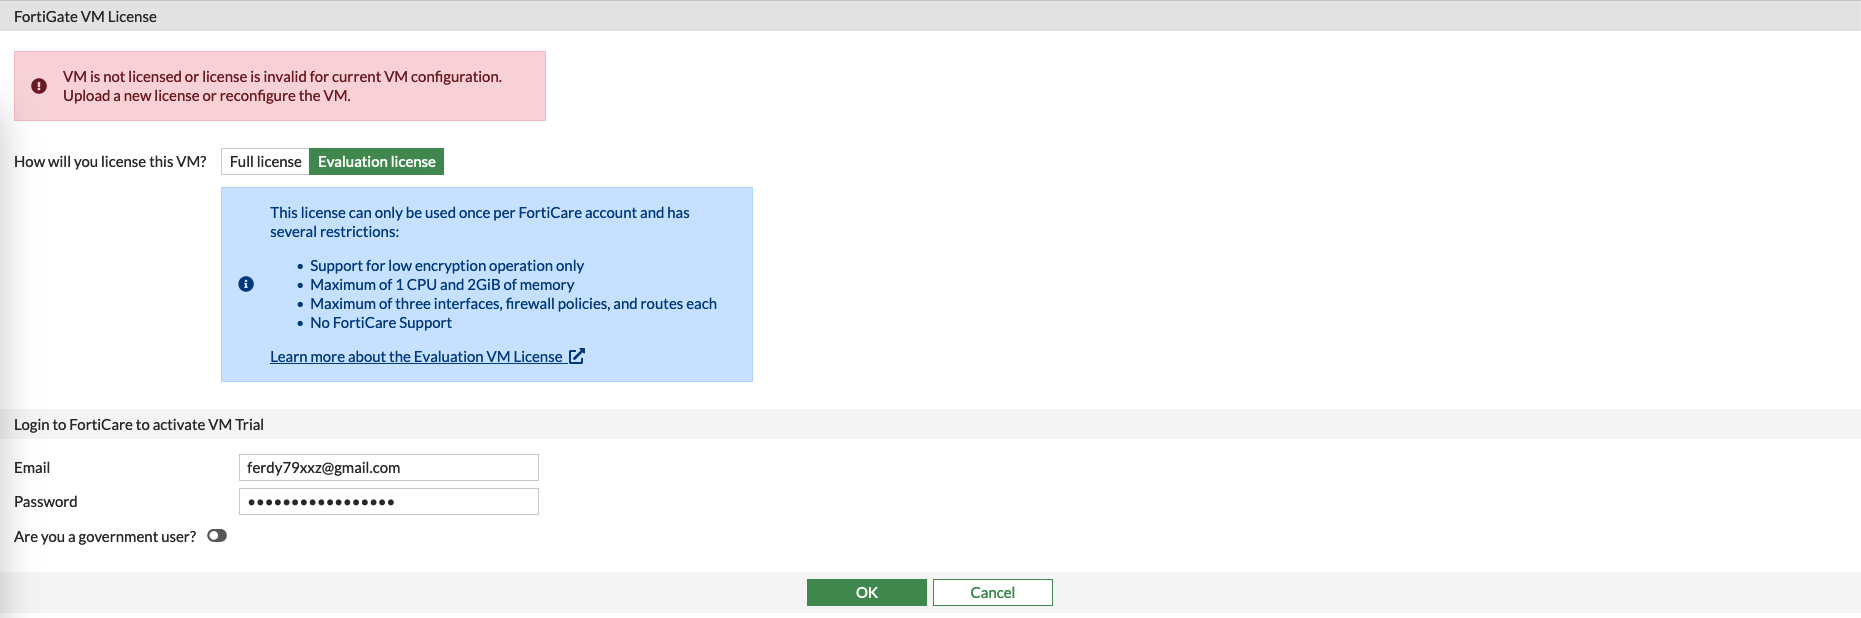 FortiGate VM License
VM is not licensed or license is invalid for current VM configuration.
Upload a new license or reconfigure the VM.
How will you license this VM? Full license Evaluation license
This license can only be used once per FortiCare account and has
several restrictions:
• Support for low encryption operation only
• Maximum of 1 CPU and 2GiB of memory
• Maximum of three interfaces, firewall policies, and routes each
• No FortiCare Support
Learn more about the Evaluation VM License
Login to FortiCare to activate VM Trial
Email ferdy79xxz@gmail.com
Password •••••••••••••••••
Are you a government user?
OK Cancel